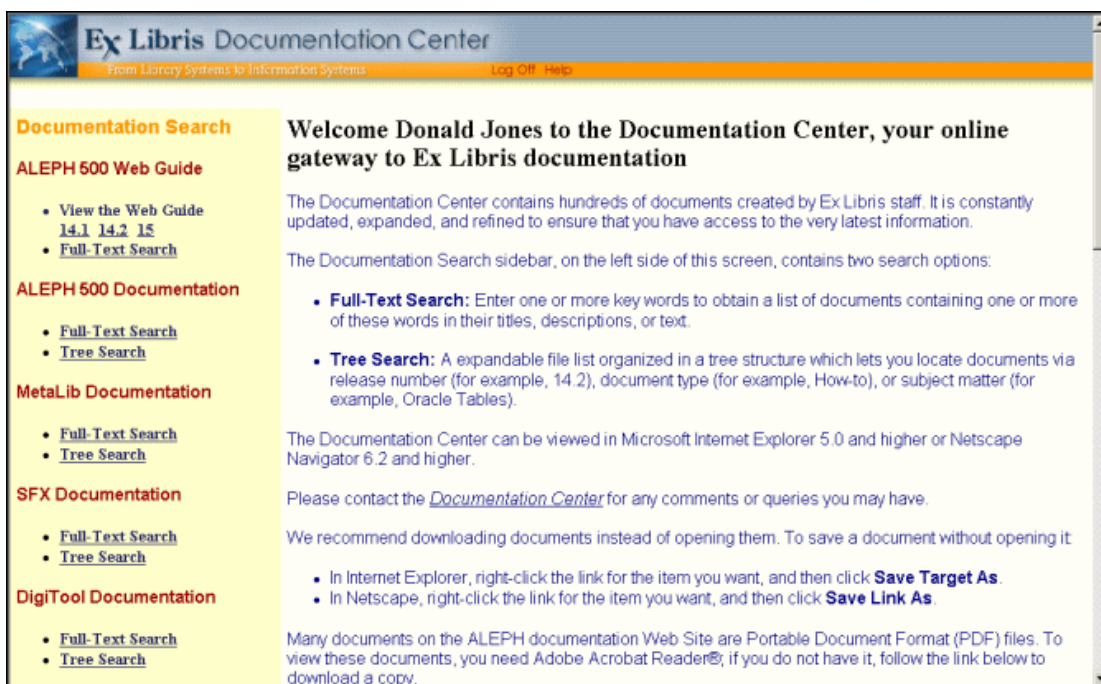 Ex Libris Documentation Center
From Library Systems to Information Systems
Log Off Help
Documentation Search
ALEPH 500 Web Guide
• View the Web Guide
14.1 14.2 15
• Full-Text Search
ALEPH 500 Documentation
• Full-Text Search
• Tree Search
MetaLib Documentation
• Full-Text Search
• Tree Search
SFX Documentation
• Full-Text Search
• Tree Search
DigiTool Documentation
• Full-Text Search
• Tree Search
Welcome Donald Jones to the Documentation Center, your online
gateway to Ex Libris documentation
The Documentation Center contains hundreds of documents created by Ex Libris staff. It is constantly
updated, expanded, and refined to ensure that you have access to the very latest information.
The Documentation Search sidebar, on the left side of this screen, contains two search options:
• Full-Text Search: Enter one or more key words to obtain a list of documents containing one or more
of these words in their titles, descriptions, or text.
• Tree Search: A expandable file list organized in a tree structure which lets you locate documents via
release number (for example, 14.2), document type (for example, How-to), or subject matter (for
example, Oracle Tables).
The Documentation Center can be viewed in Microsoft Internet Explorer 5.0 and higher or Netscape
Navigator 6.2 and higher.
Please contact the Documentation Center for any comments or queries you may have.
We recommend downloading documents instead of opening them. To save a document without opening it:
• In Internet Explorer, right-click the link for the item you want, and then click Save Target As.
• In Netscape, right-click the link for the item you want, and then click Save Link As.
Many documents on the ALEPH documentation Web Site are Portable Document Format (PDF) files. To
view these documents, you need Adobe Acrobat Reader®; if you do not have it, follow the link below to
download a copy.